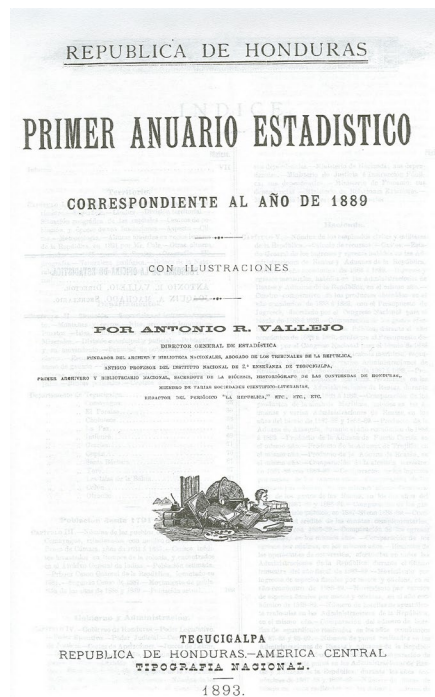 REPUBLICA DE HONDURAS
PRIMER ANUARIO ESTADISTICO
CORRESPONDIENTE AL AÑO DE 1889
CON ILUSTRACIONES
POR ANTONIO R. VALLEJO
DIRECTOR GENERAL DE ESTADÍSTICA
FUNDADOR DEL ARCHIVO Y BIBLIOTECA NACIONALES, ABOGADO DE LOS TRIBUNALES DE LA REPÚBLICA,
ANTIGUO PROFESOR DEL INSTITUTO NACIONAL DE 2.ª ENSEÑANZA DE TEGUCIGALPA,
PRIMER ARCHIVERO Y BIBLIOTECARIO NACIONAL, SACERDOTE DE LA DIÓCESIS, HISTORIÓGRAFO DE LAS CONTIENDAS DE HONDURAS,
MIEMBRO DE VARIAS SOCIEDADES CIENTIFICO-LITERARIAS,
REDACTOR DEL PERIÓDICO "LA REPÚBLICA," ETC., ETC., ETC.
TEGUCIGALPA
REPUBLICA DE HONDURAS.—AMERICA CENTRAL
TIPOGRAFIA NACIONAL.
1893.